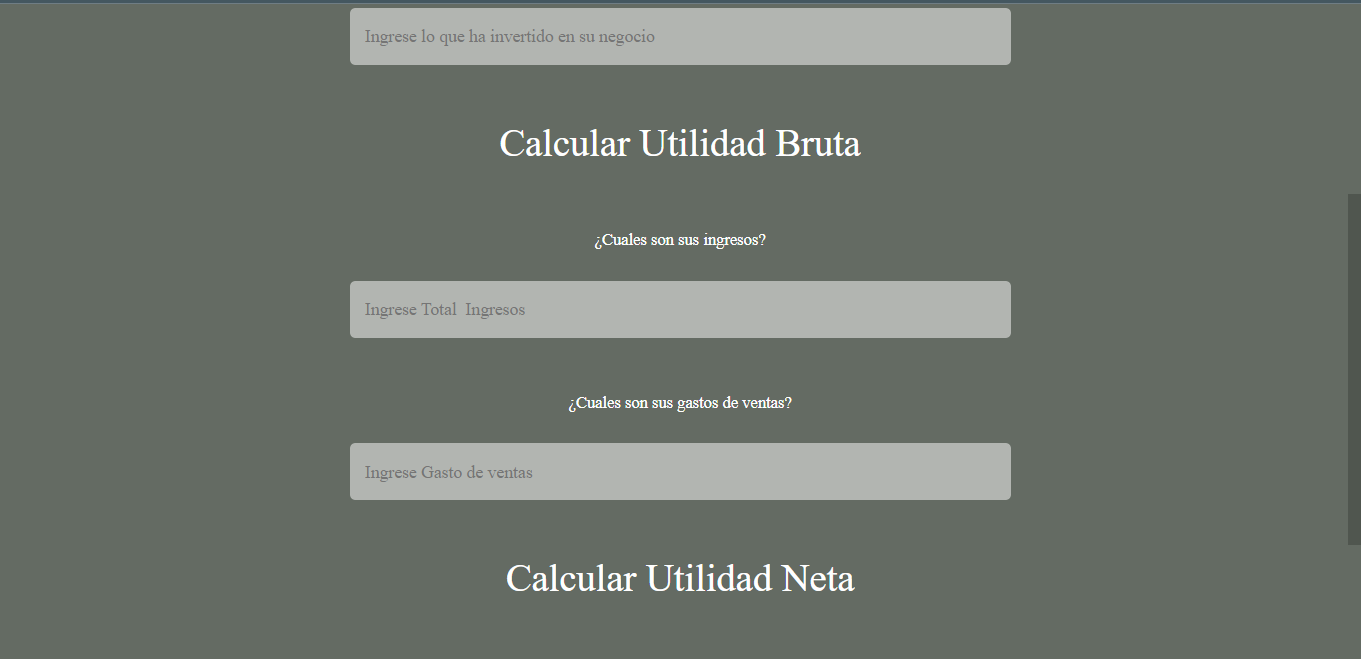 Ingrese lo que ha invertido en su negocio
Calcular Utilidad Bruta
¿Cuales son sus ingresos?
Ingrese Total  Ingresos
¿Cuales son sus gastos de ventas?
Ingrese Gasto de ventas
Calcular Utilidad Neta